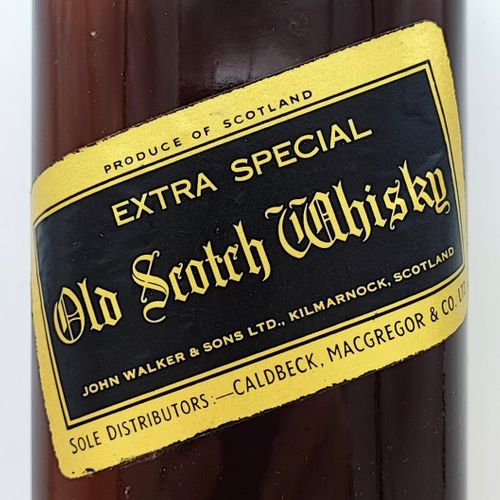 PRODUCE OF SCOTLAND
EXTRA SPECIAL
Old Scotch Whisky
JOHN WALKER & SONS LTD., KILMARNOCK, SCOTLAND
SOLE DISTRIBUTORS:—CALDBECK, MACGREGOR & CO. LTD